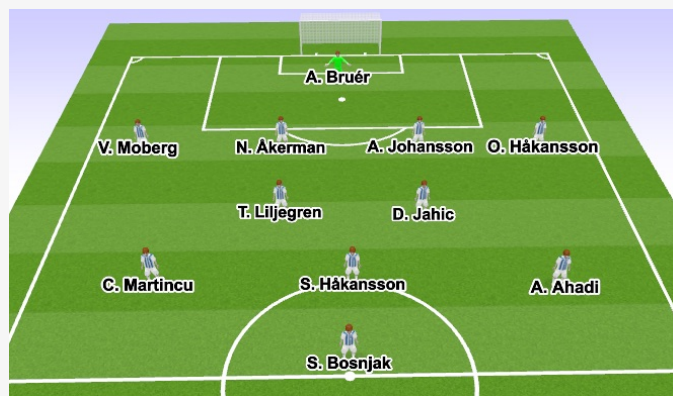 A. Bruér
V. Moberg
N. Åkerman
A. Johansson
O. Håkansson
T. Liljegren
D. Jahic
C. Martincu
S. Håkansson
A. Ahadi
S. Bosnjak